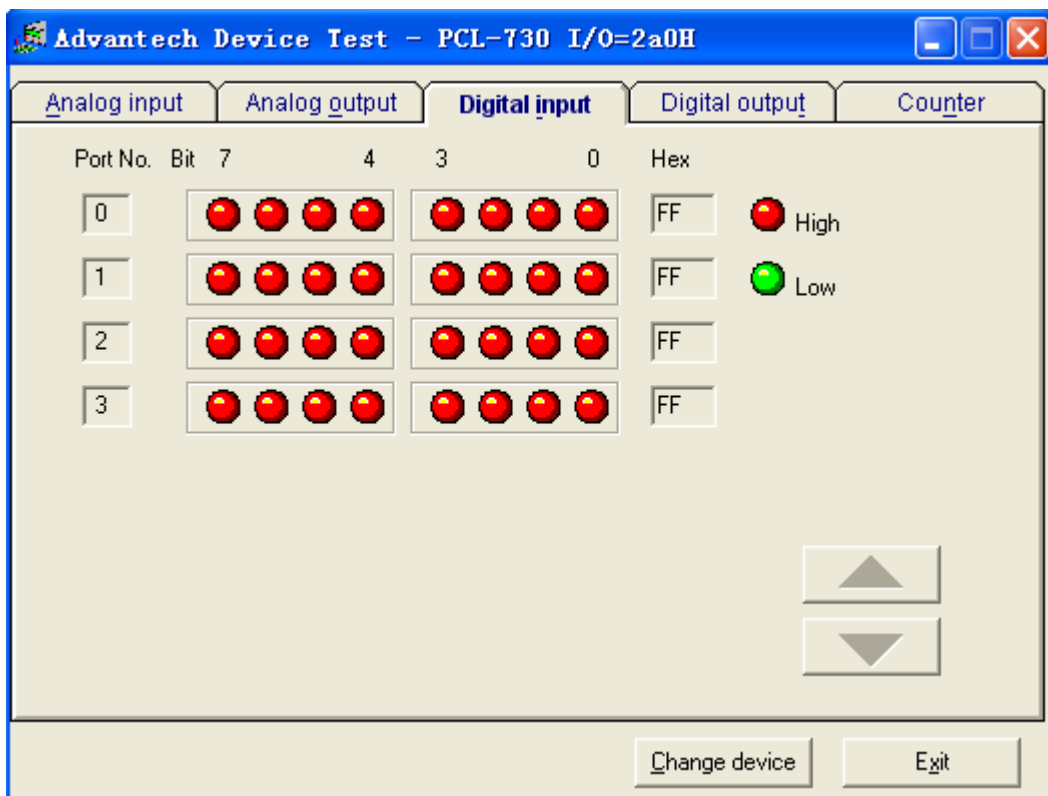 Advantech Device Test - PCL-730 I/O=2a0H
Analog input Analog output Digital input Digital output Counter
Port No. Bit 7 4 3 0 Hex
0 FF High
1 FF Low
2 FF
3 FF
Change device Exit